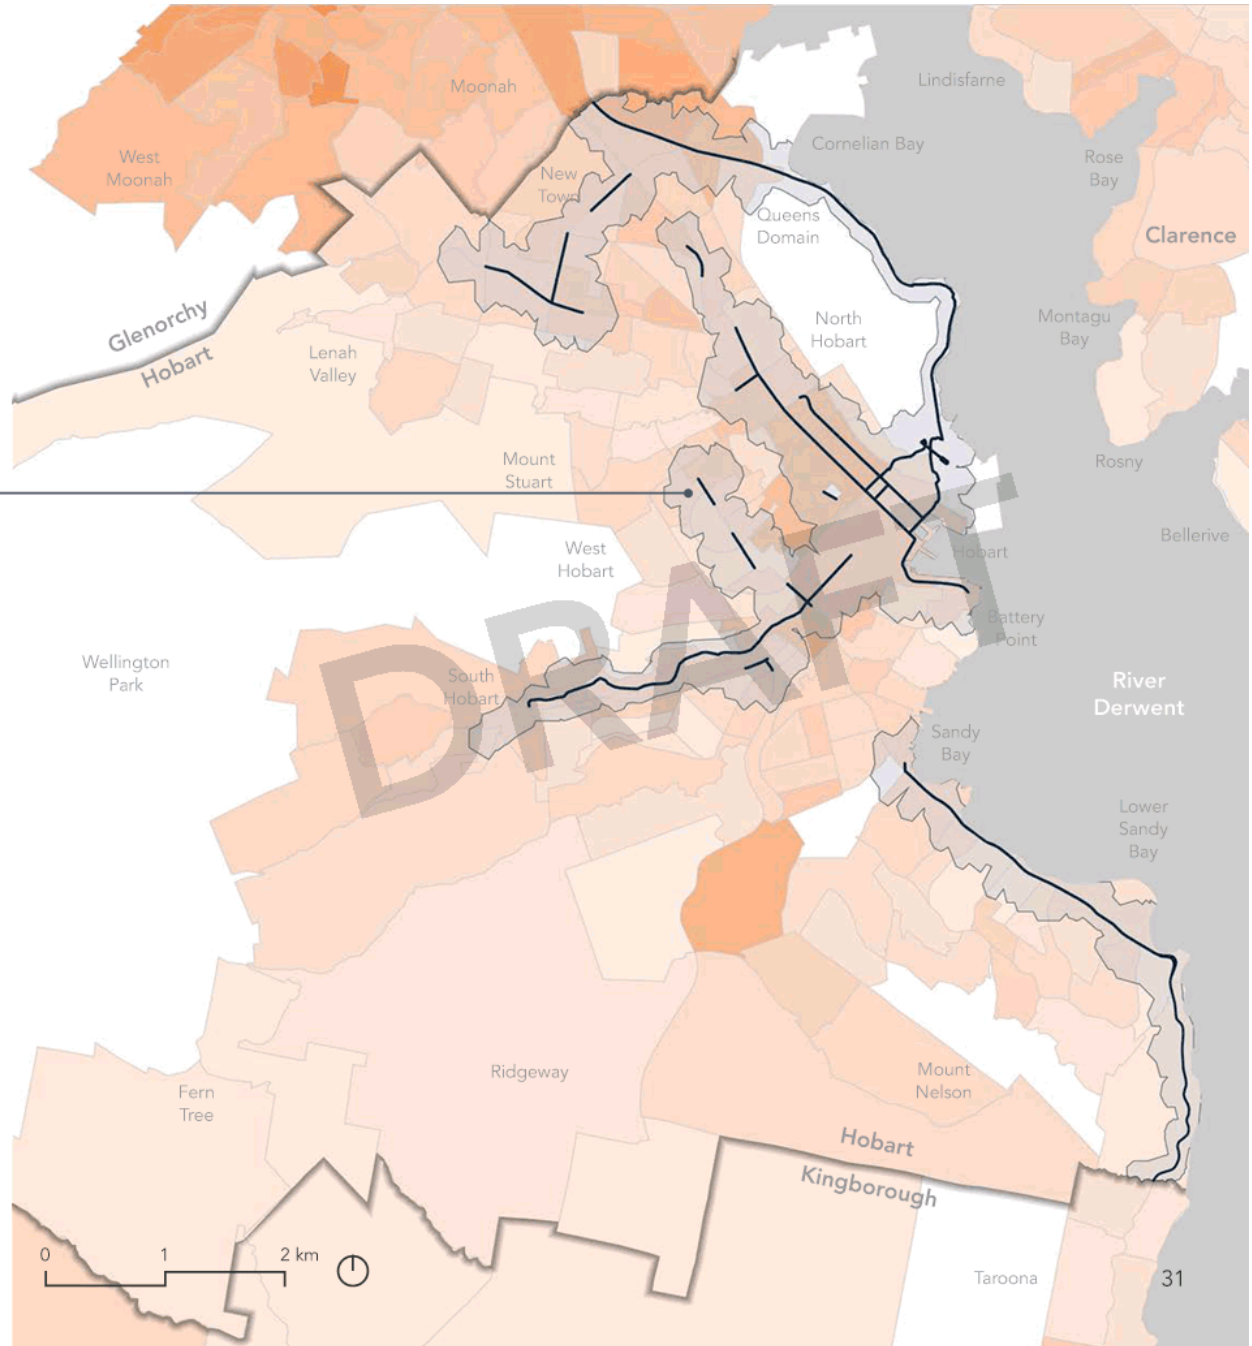 Moonah
Lindisfarne
Cornelian Bay
West
Moonah
Rose
Bay
New
Town
Queens
Domain
Clarence
Glenorchy
Hobart
North
Hobart
Montagu
Bay
Lenah
Valley
Mount
Stuart
Rosny
Bellerive
West
Hobart
Hobart
DRAFT
Battery
Point
Wellington
Park
South
Hobart
River
Derwent
Sandy
Bay
Lower
Sandy
Bay
Ridgeway
Mount
Nelson
Fern
Tree
Hobart
Kingborough
0 1 2 km
Taroona
31